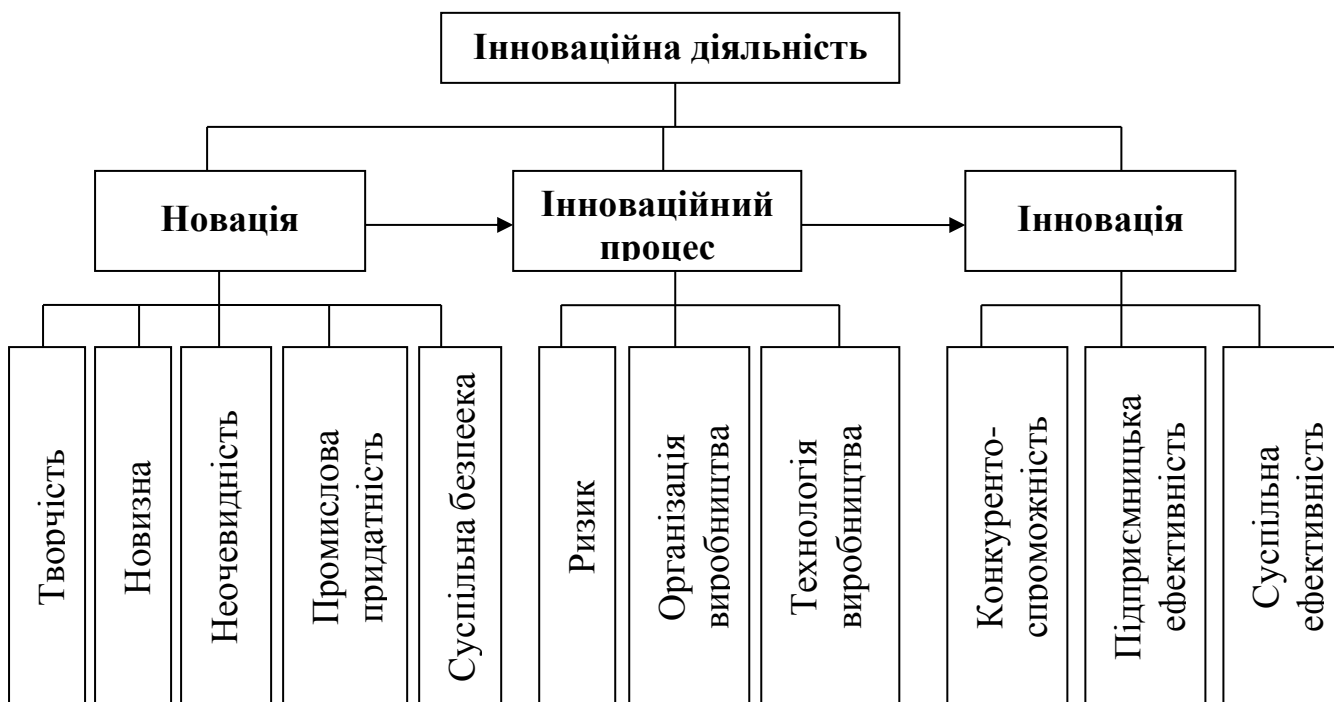 Інноваційна діяльність
Новація
Інноваційний
процес
Інновація
Творчість
Новизна
Неочевидність
Промислова
придатність
Суспільна безпеека
Ризик
Організація
виробництва
Технологія
виробництва
Конкуренто-
спроможність
Підприємницька
ефективність
Суспільна
ефективність